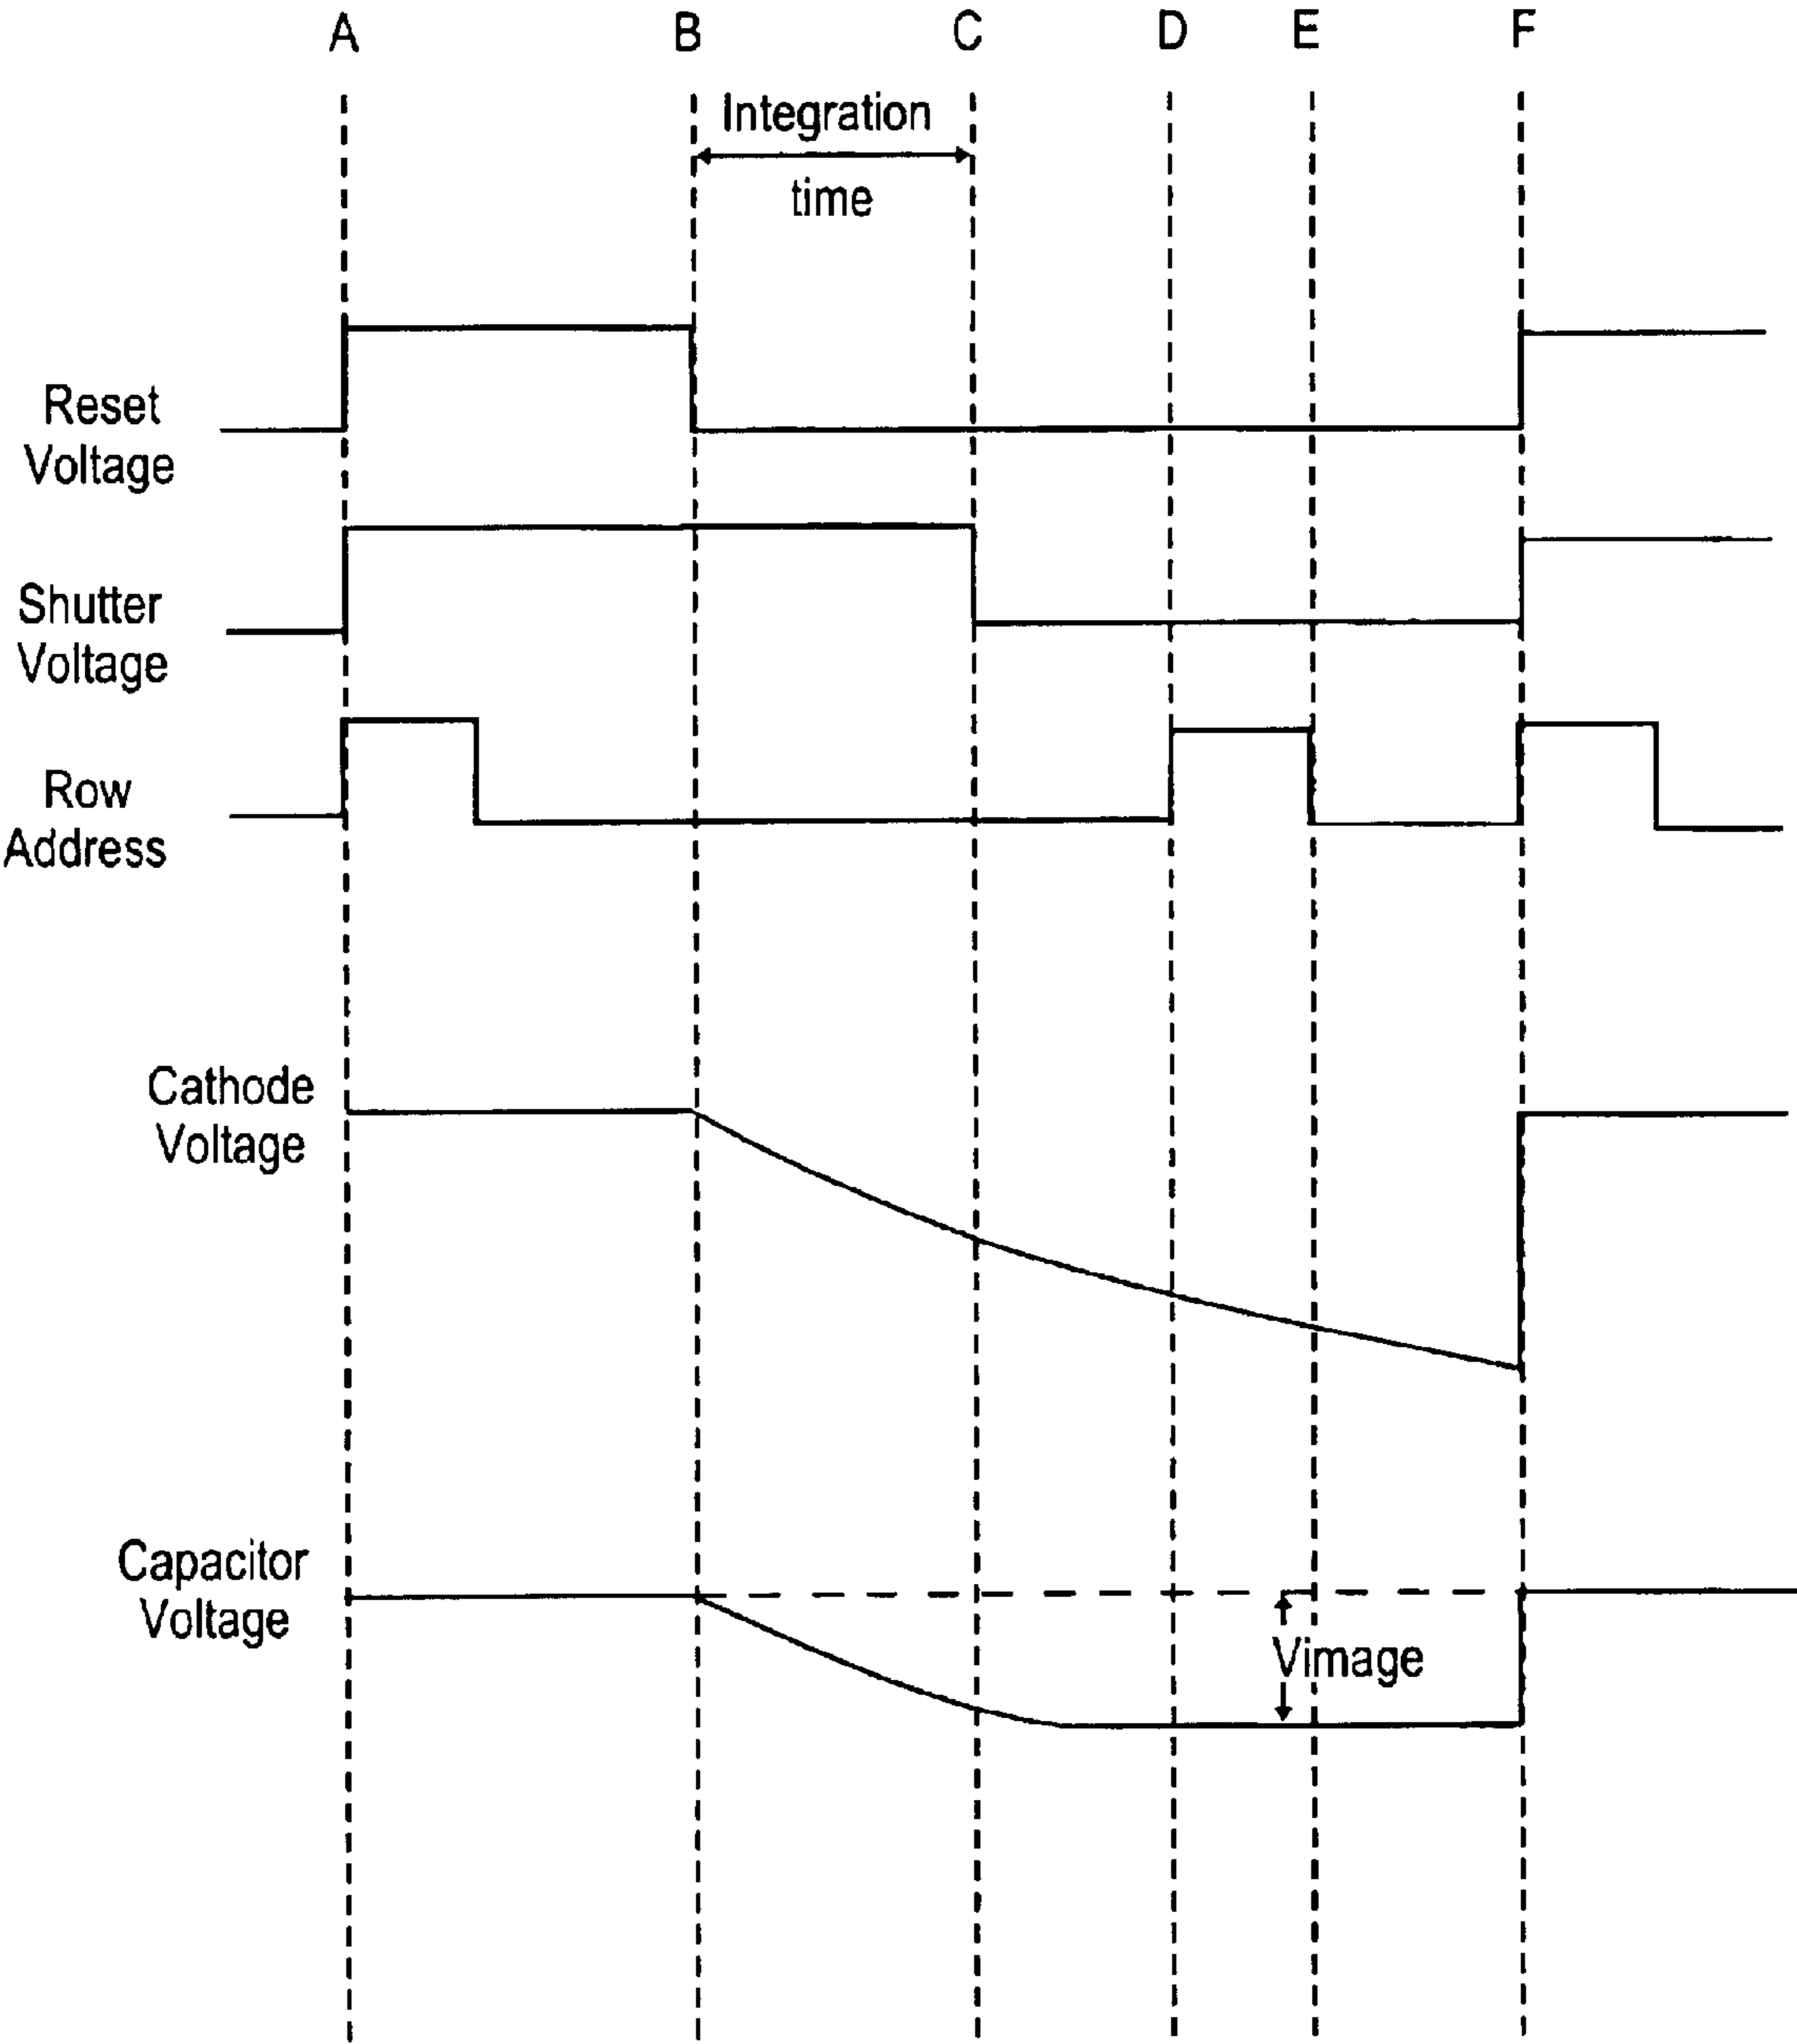 A B C D E F
Integration
time
Reset
Voltage
Shutter
Voltage
Row
Address
Cathode
Voltage
Capacitor
Voltage
Vimage